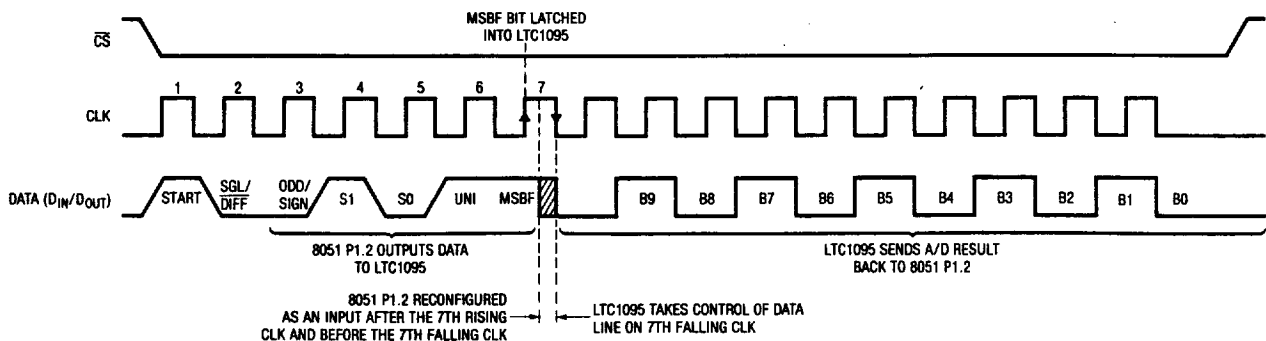 MSBF BIT LATCHED
INTO LTC1095
CS
1 2 3 4 5 6 7
CLK
DATA (DIN/DOUT)
START
SGL/
DIFF
ODD/
SIGN
S1
S0
UNI
MSBF
B9
B8
B7
B6
B5
B4
B3
B2
B1
B0
8051 P1.2 OUTPUTS DATA
TO LTC1095
LTC1095 SENDS A/D RESULT
BACK TO 8051 P1.2
8051 P1.2 RECONFIGURED
AS AN INPUT AFTER THE 7TH RISING
CLK AND BEFORE THE 7TH FALLING CLK
LTC1095 TAKES CONTROL OF DATA
LINE ON 7TH FALLING CLK